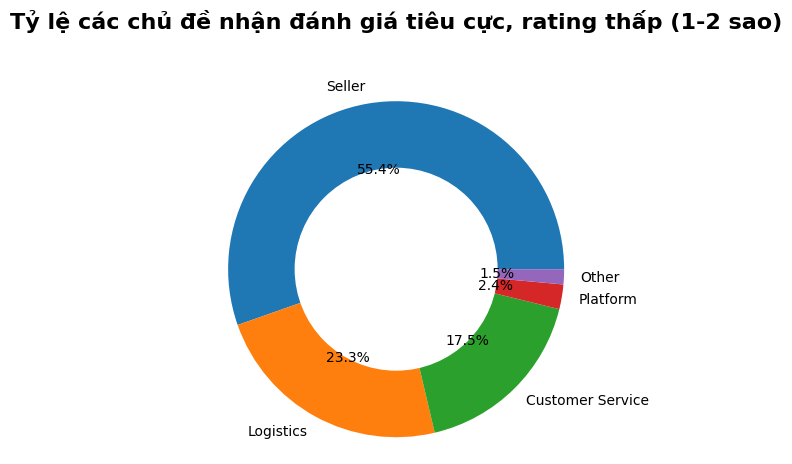 Tỷ lệ các chủ đề nhận đánh giá tiêu cực, rating thấp (1-2 sao)
Seller
55.4%
1.5%
Other
2.4%
Platform
17.5%
23.3%
Customer Service
Logistics